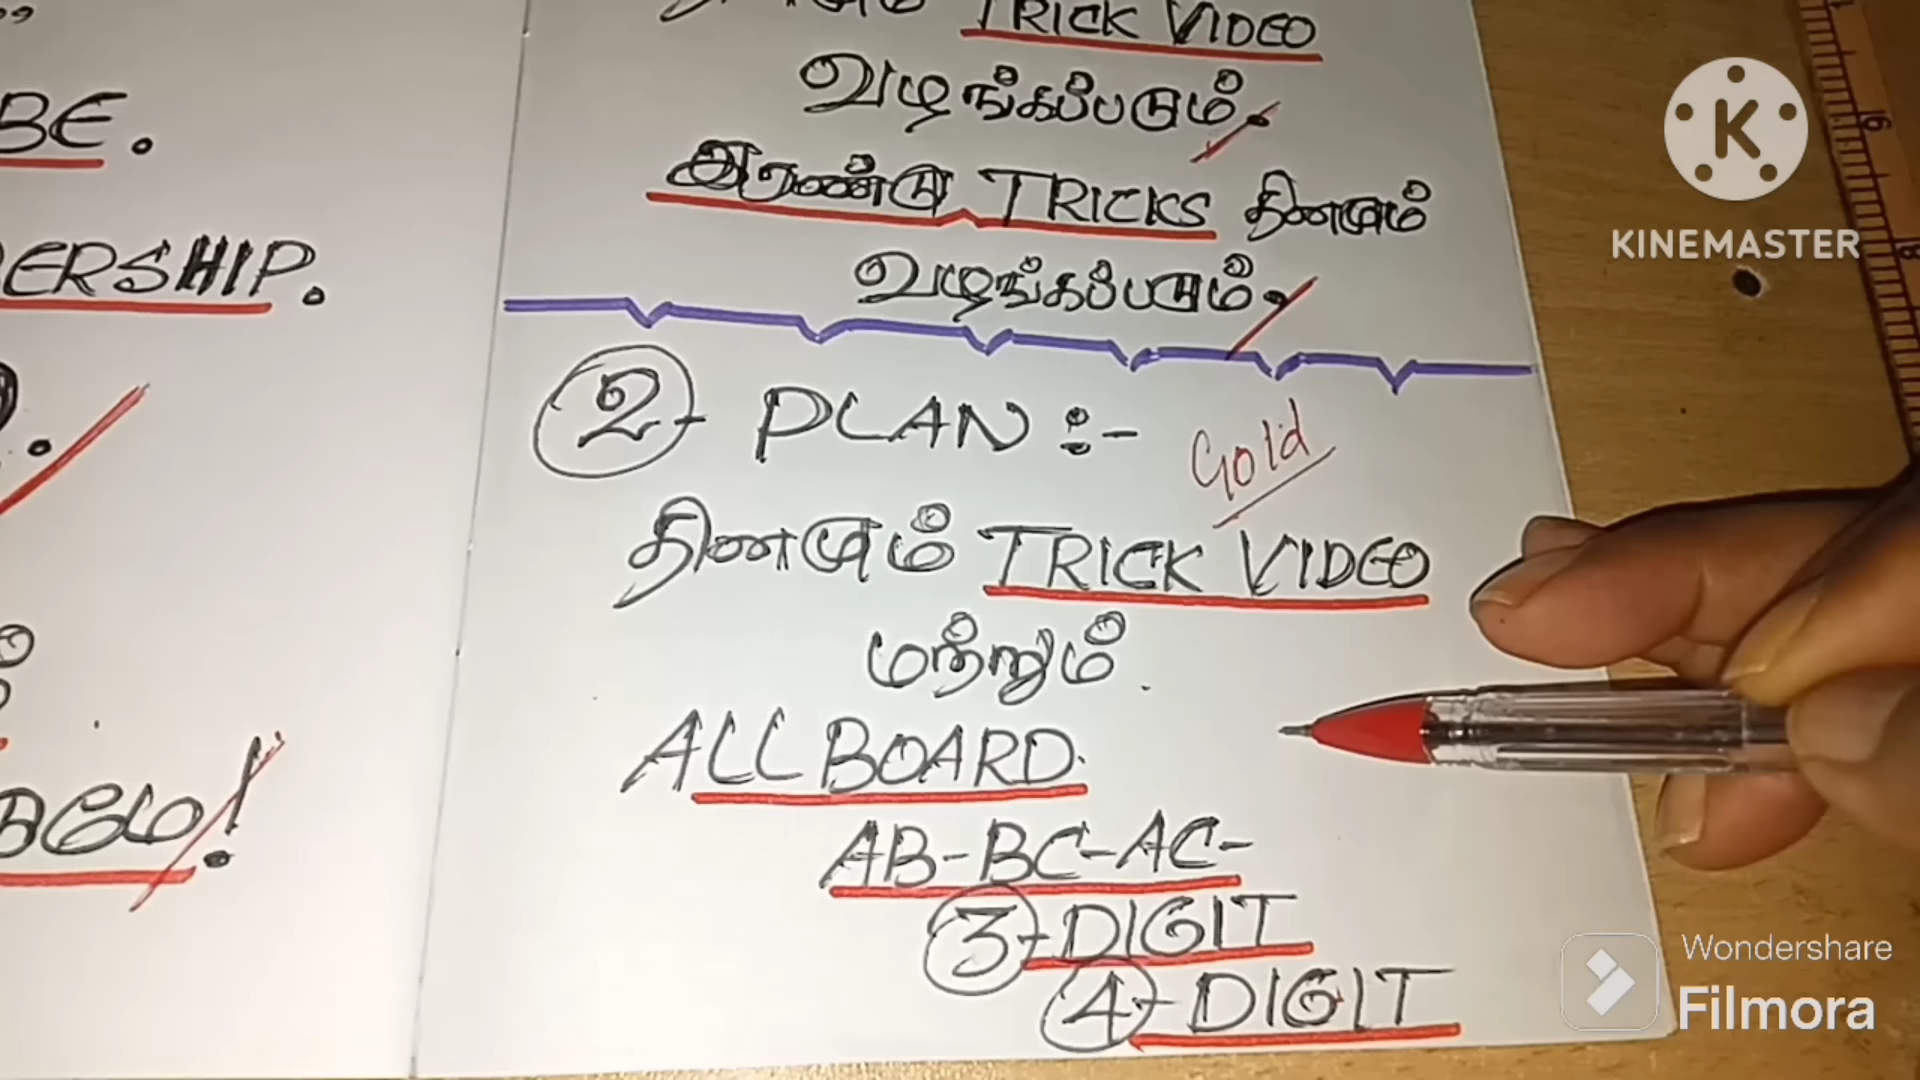 BE.
ERSHIP.
TRICK VIDEO
வழங்கப்படும்.
இரண்டு TRICKS தினமும்
வழங்கப்படும்.
2- PLAN :-
Gold
தினமும் TRICK VIDEO
மற்றும்.
ALL BOARD.
AB-BC-AC-
3-DIGIT
4-DIGIT
K
KINEMASTER
Wondershare
Filmora